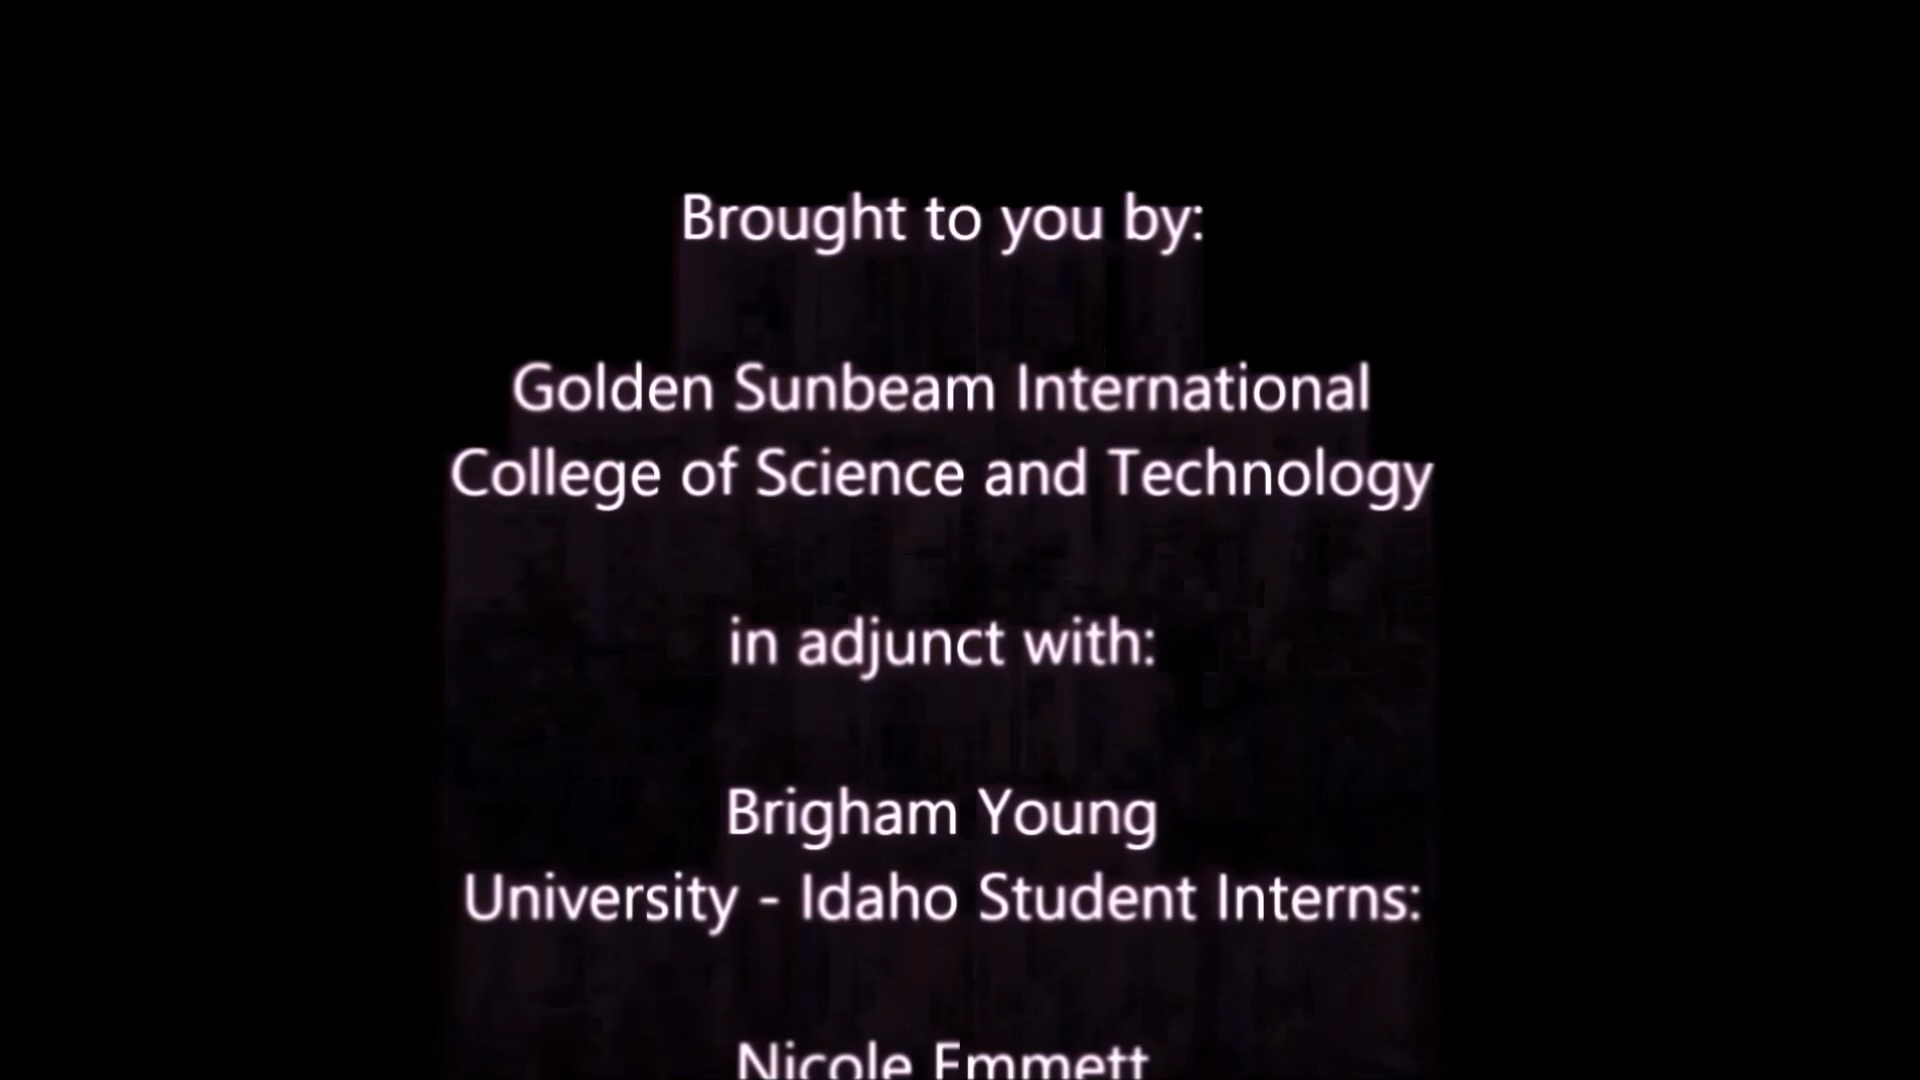 Brought to you by:
Golden Sunbeam International
College of Science and Technology
in adjunct with:
Brigham Young
University - Idaho Student Interns:
Nicole Emmett